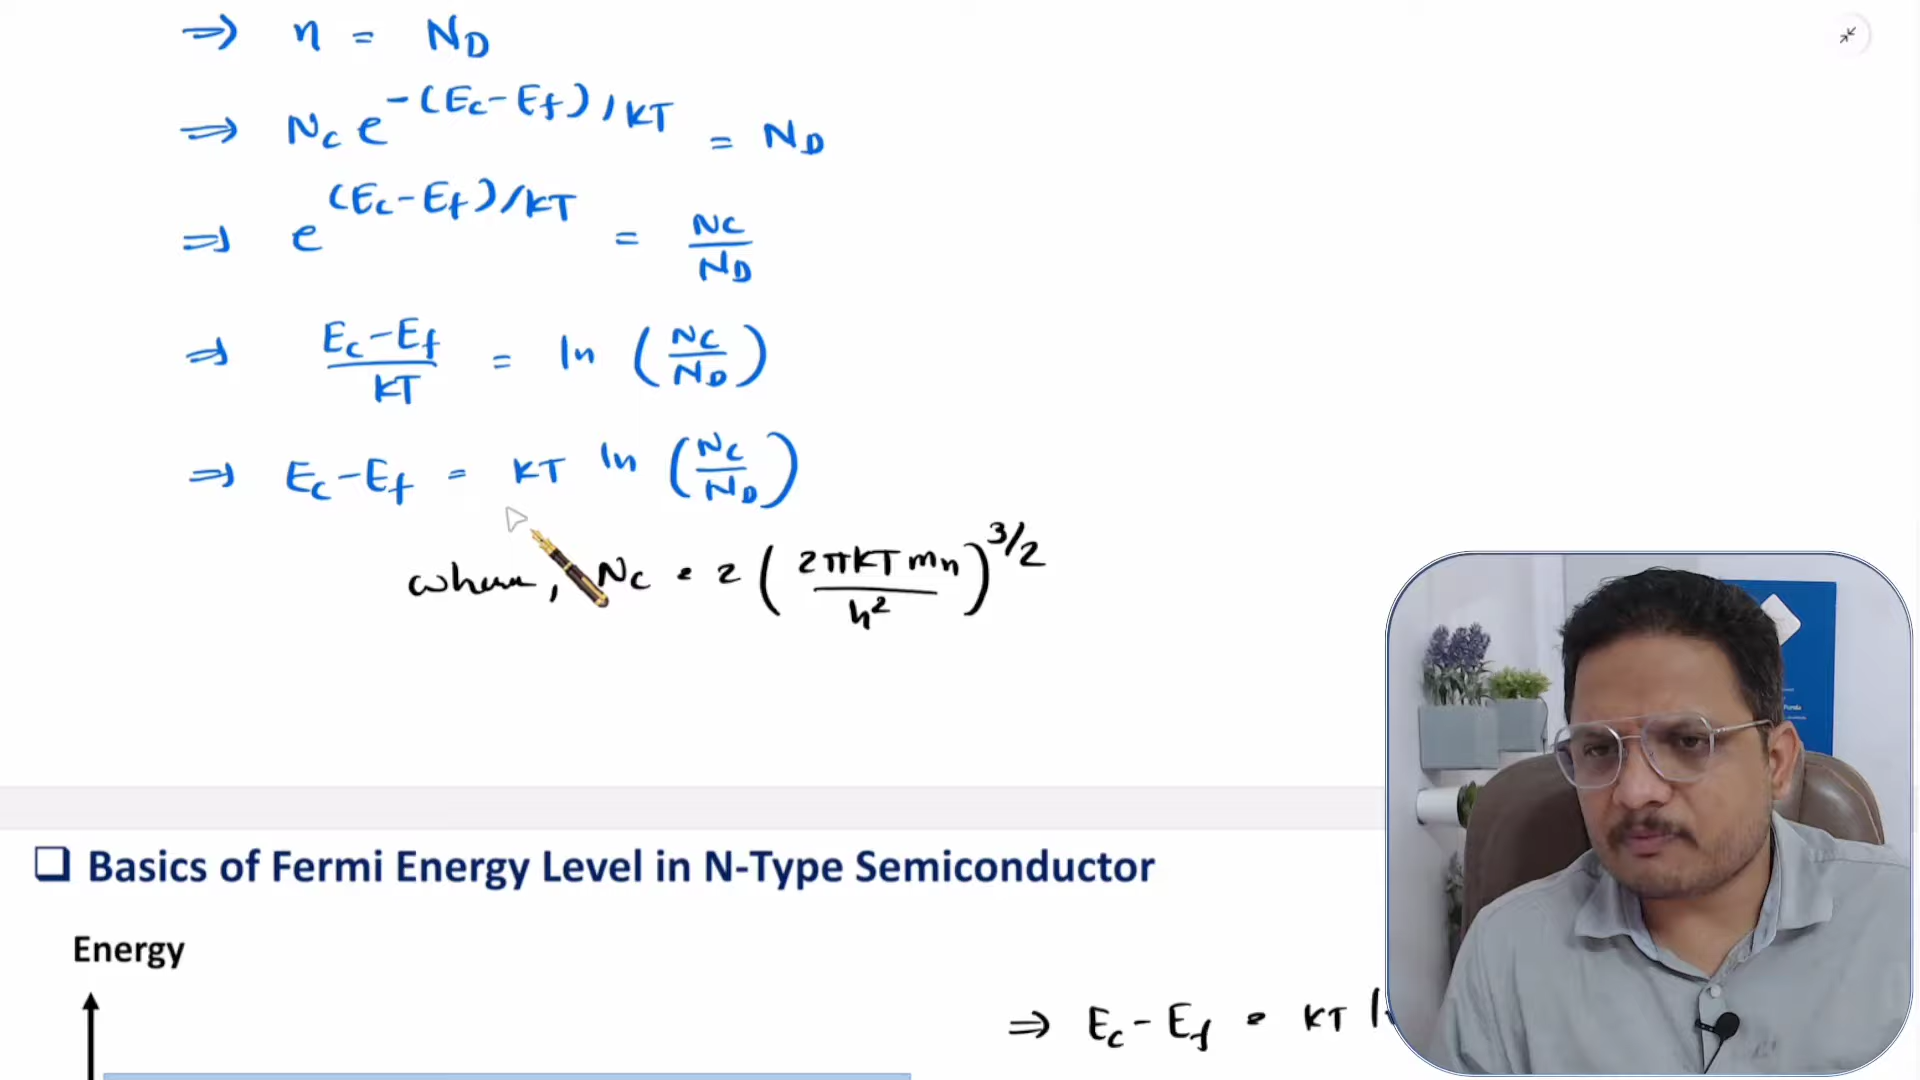 ⇒ n = N_D
⇒ N_C e^{-(E_C-E_f)/KT} = N_D
⇒ e^{(E_C-E_f)/KT} = N_C/N_D
⇒ (E_C-E_f)/KT = ln (N_C/N_D)
⇒ E_C-E_f = KT ln (N_C/N_D)
where, N_C = 2 (2πKTm_n/h²)^{3/2}
❑ Basics of Fermi Energy Level in N-Type Semiconductor
Energy
⇒ E_C - E_f = KT